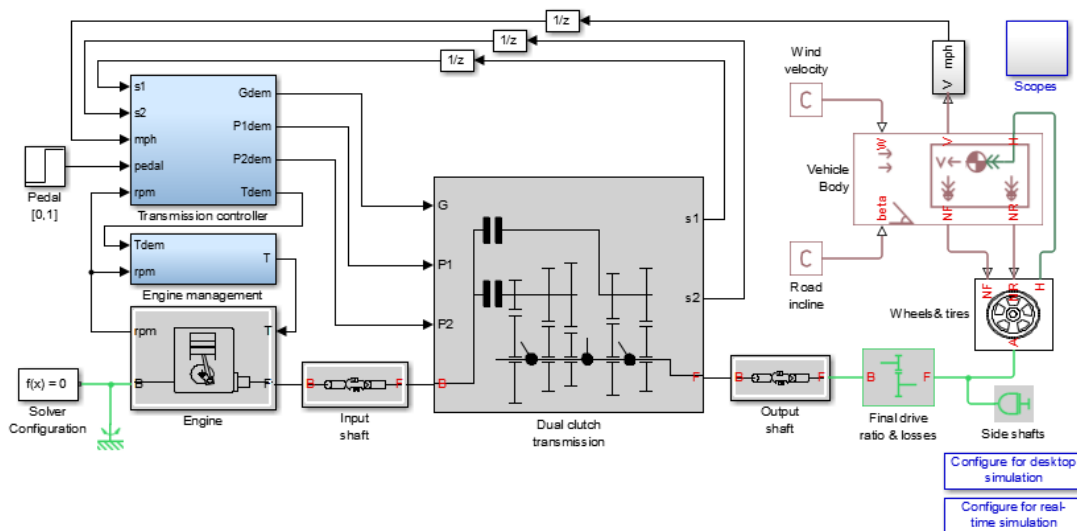 1/z
1/z
1/z
s1
s2
mph
pedal
rpm
Gdem
P1dem
P2dem
Tdem
Transmission controller
Pedal
[0,1]
Tdem
rpm
T
Engine management
rpm
T
B
F
Engine
f(x) = 0
Solver
Configuration
B
F
Input
shaft
G
P1
P2
B
s1
s2
F
Dual clutch
transmission
B
F
Output
shaft
B
F
Final drive
ratio & losses
Side shafts
Wind
velocity
C
Vehicle
Body
W
beta
V
H
V
NF
NR
C
Road
incline
V mph
Scopes
NF
NR
H
A
Wheels& tires
Configure for desktop
simulation
Configure for real-
time simulation